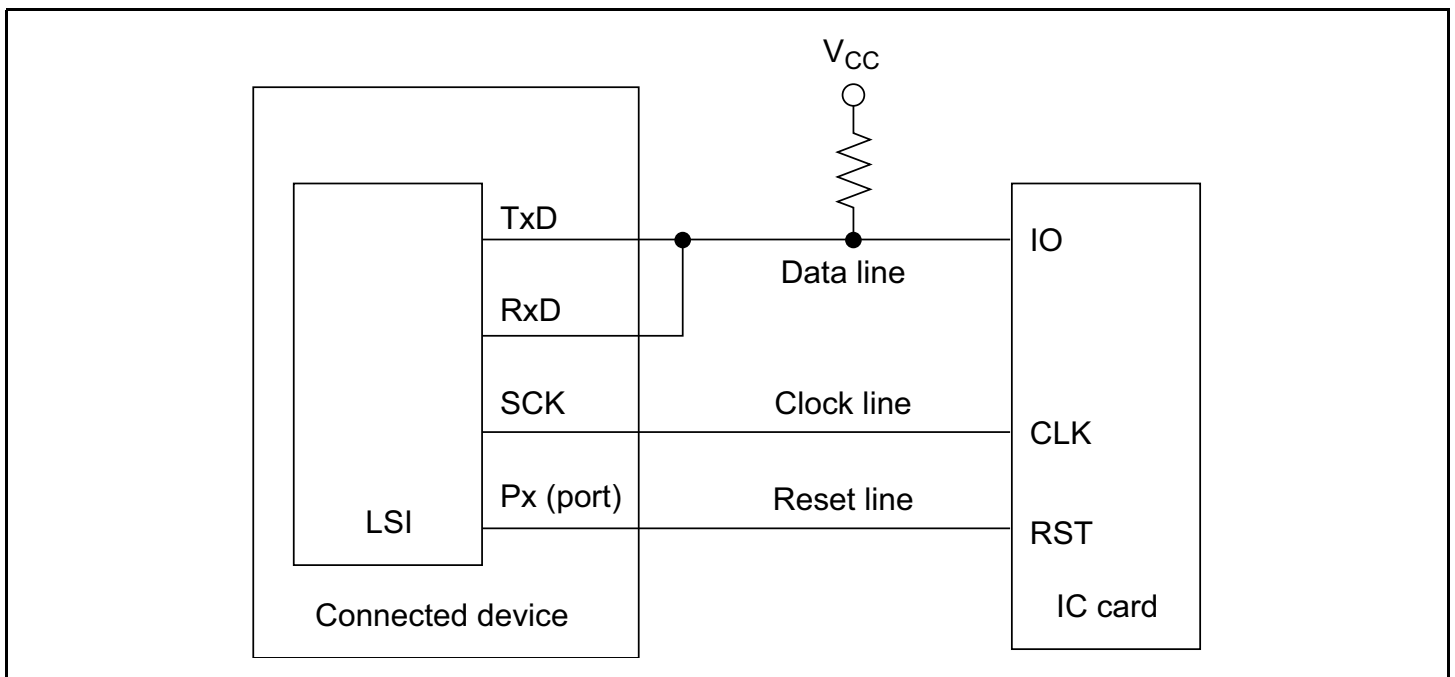 VCC
TxD
IO
Data line
RxD
SCK
Clock line
CLK
Px (port)
Reset line
LSI
RST
Connected device
IC card